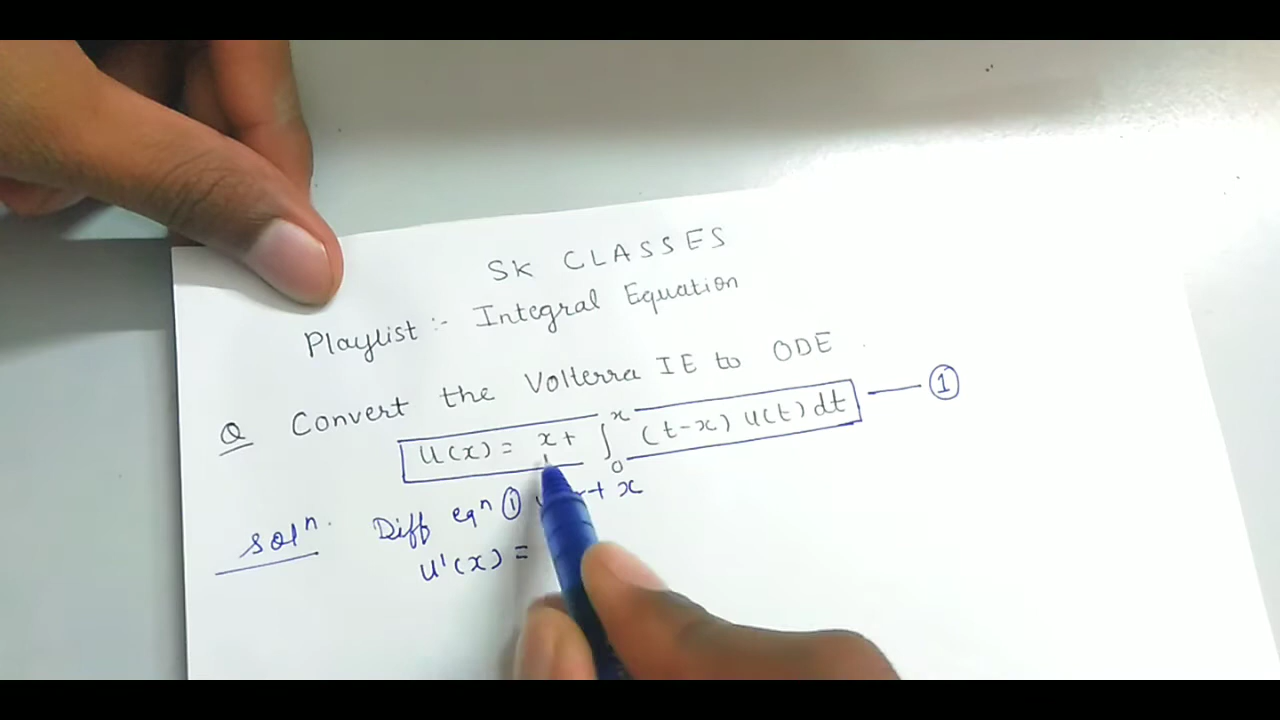 SK CLASSES
Playlist :- Integral Equation
Q Convert the Volterra IE to ODE.
u(x) = x + ∫₀ˣ (t-x) u(t) dt — ①
Solⁿ. Diff eqⁿ ① x
u'(x) =